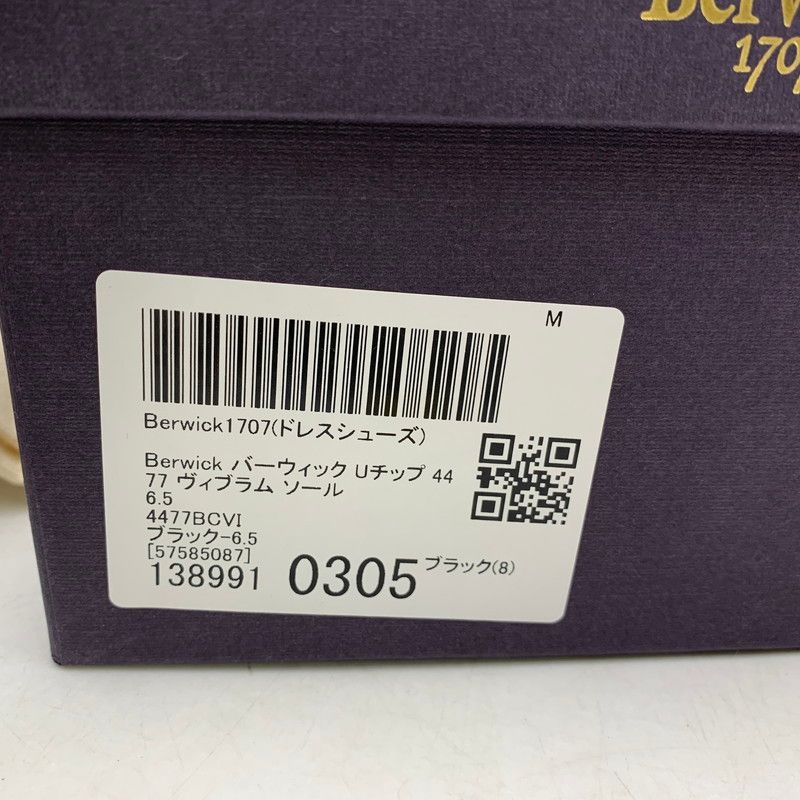 Berw
1707
M
Berwick1707(ドレスシューズ)
Berwick バーウィック Uチップ 44
77 ヴィブラム ソール
6.5
4477BCVI
ブラック-6.5
[57585087]
138991 0305 ブラック(8)